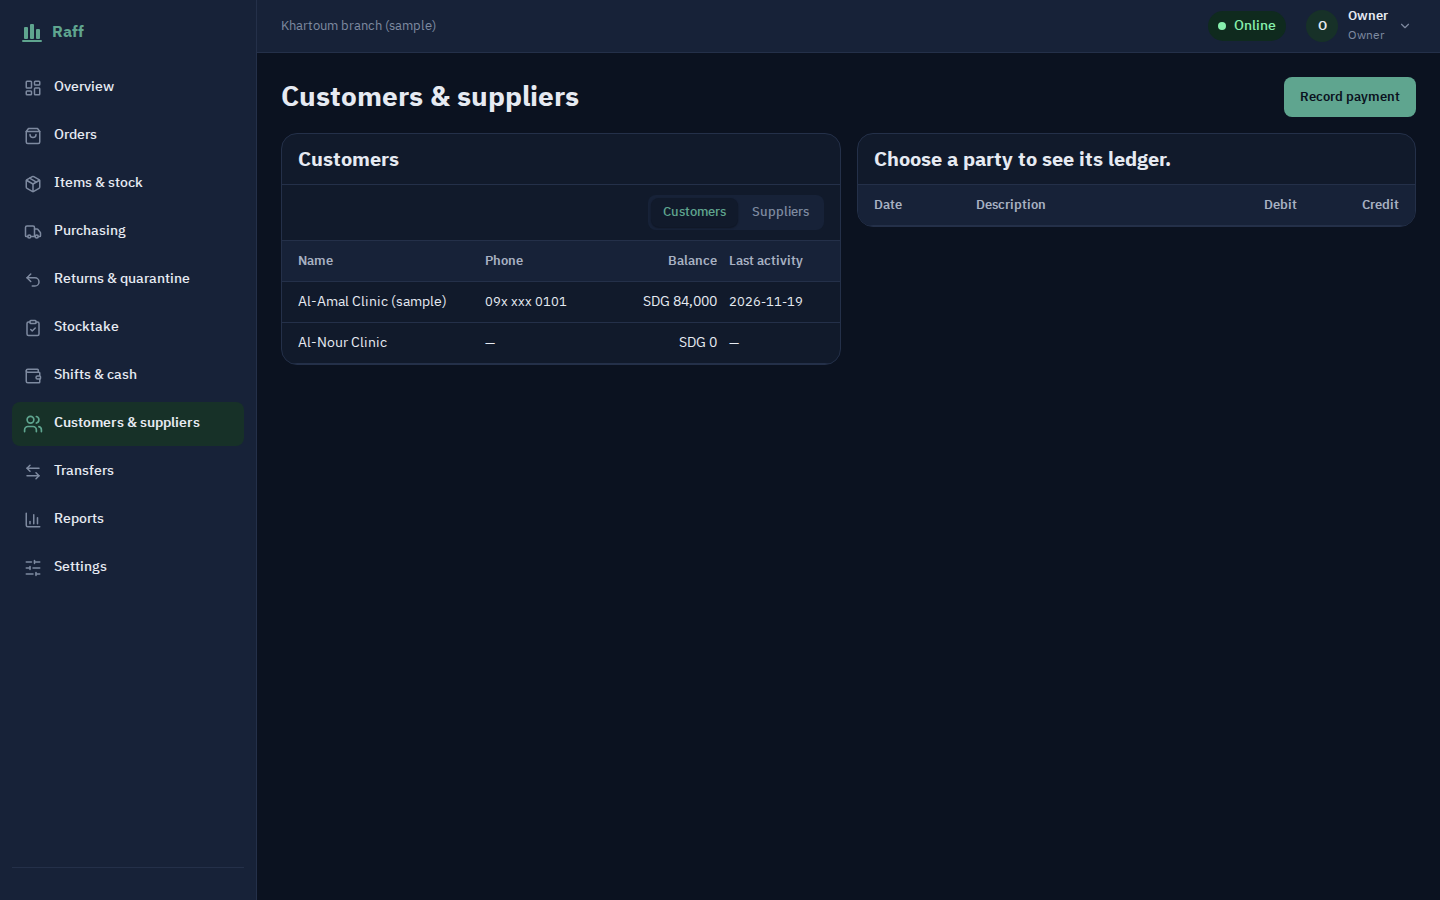 Raff
Overview
Orders
Items & stock
Purchasing
Returns & quarantine
Stocktake
Shifts & cash
Customers & suppliers
Transfers
Reports
Settings
Khartoum branch (sample)
Online
O
Owner
Owner
Customers & suppliers
Record payment
Customers
Customers Suppliers
Name Phone Balance Last activity
Al-Amal Clinic (sample) 09x xxx 0101 SDG 84,000 2026-11-19
Al-Nour Clinic — SDG 0 —
Choose a party to see its ledger.
Date Description Debit Credit